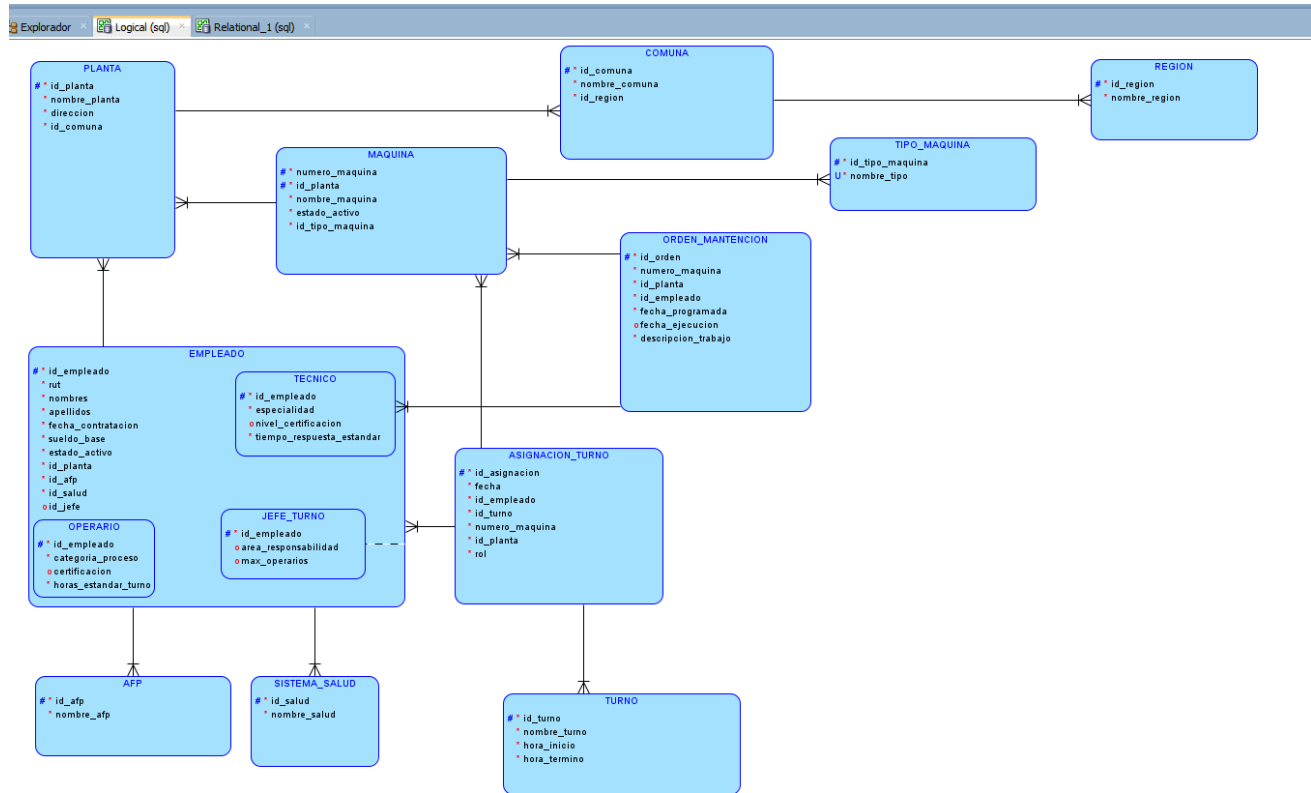 Explorador
Logical (sql)
Relational_1 (sql)
PLANTA
# * id_planta
* nombre_planta
* direccion
* id_comuna
COMUNA
# * id_comuna
* nombre_comuna
* id_region
REGION
# * id_region
* nombre_region
MAQUINA
# * numero_maquina
# * id_planta
* nombre_maquina
* estado_activo
* id_tipo_maquina
TIPO_MAQUINA
# * id_tipo_maquina
U * nombre_tipo
ORDEN_MANTENCION
# * id_orden
* numero_maquina
* id_planta
* id_empleado
* fecha_programada
o fecha_ejecucion
* descripcion_trabajo
EMPLEADO
# * id_empleado
* rut
* nombres
* apellidos
* fecha_contratacion
* sueldo_base
* estado_activo
* id_planta
* id_afp
* id_salud
o id_jefe
TECNICO
# * id_empleado
* especialidad
o nivel_certificacion
* tiempo_respuesta_estandar
OPERARIO
# * id_empleado
* categoria_proceso
o certificacion
* horas_estandar_turno
JEFE_TURNO
# * id_empleado
o area_responsabilidad
o max_operarios
ASIGNACION_TURNO
# * id_asignacion
* fecha
* id_empleado
* id_turno
* numero_maquina
* id_planta
* rol
AFP
# * id_afp
* nombre_afp
SISTEMA_SALUD
# * id_salud
* nombre_salud
TURNO
# * id_turno
* nombre_turno
* hora_inicio
* hora_termino